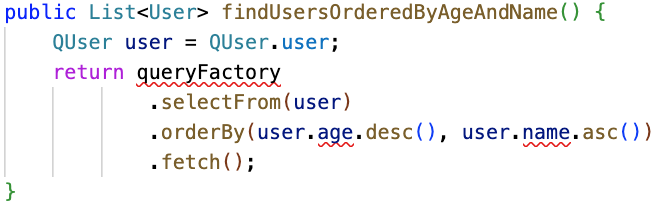 public List<User> findUsersOrderedByAgeAndName() {
    QUser user = QUser.user;
    return queryFactory
            .selectFrom(user)
            .orderBy(user.age.desc(), user.name.asc())
            .fetch();
}